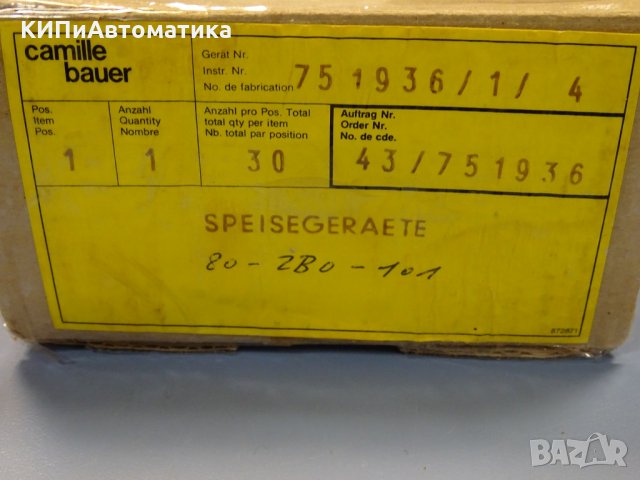 КИПиАвтоматика
camille
bauer
Gerät Nr.
Instr. Nr.
No. de fabrication 751936/1/ 4
Pos.
Item
Pos.
1
Anzahl
Quantity
Nombre
1
Anzahl pro Pos. Total
total qty per item
Nb. total par position
30
Auftrag Nr.
Order Nr.
No. de cde.
43/751936
SPEISEGERAETE
80-2B0-101
872871
BAZAR